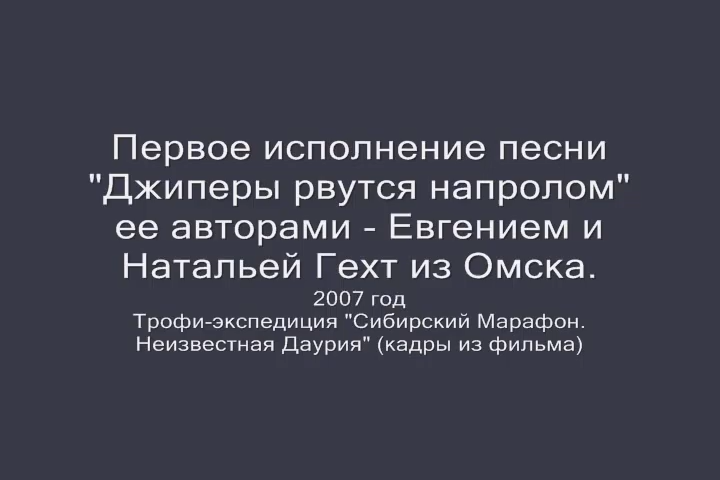 Первое исполнение песни
"Джиперы рвутся напролом"
ее авторами - Евгением и
Натальей Гехт из Омска.
2007 год
Трофи-экспедиция "Сибирский Марафон.
Неизвестная Даурия" (кадры из фильма)